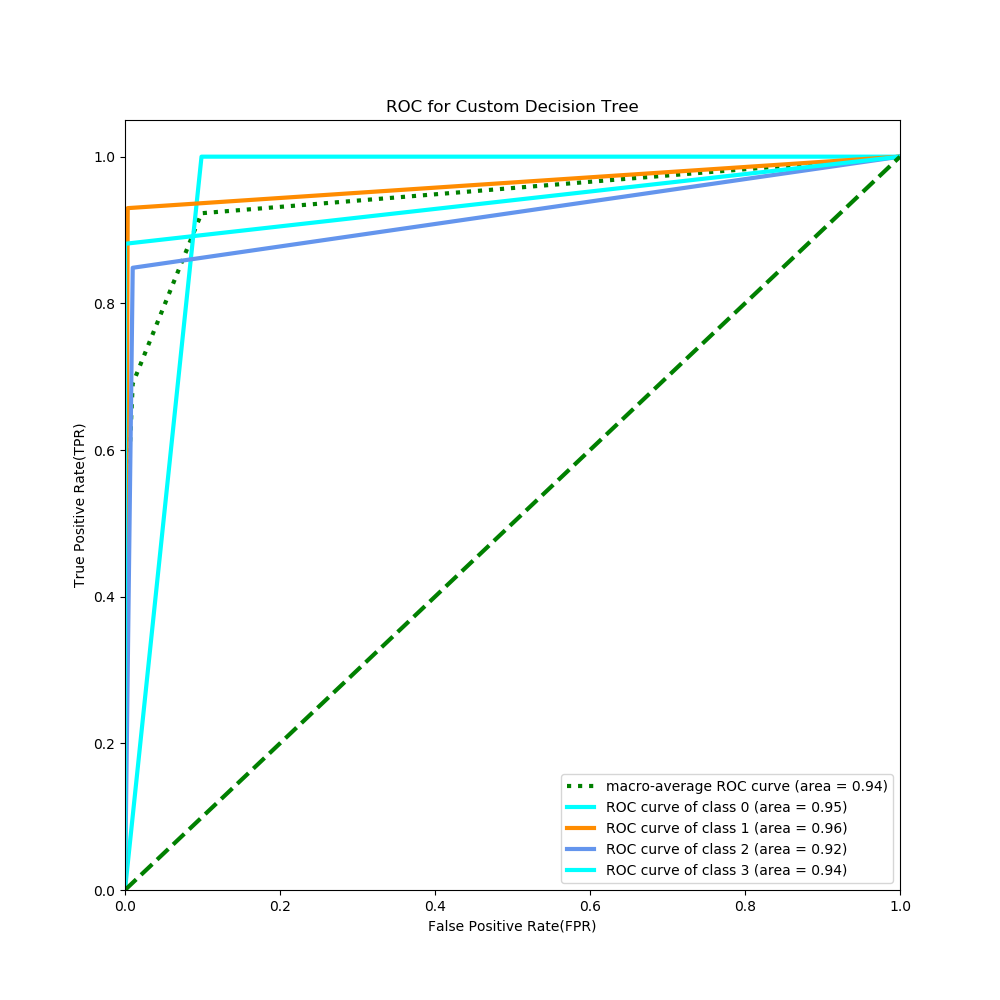 ROC for Custom Decision Tree
1.0
0.8
0.6
0.4
0.2
0.0
True Positive Rate(TPR)
macro-average ROC curve (area = 0.94)
ROC curve of class 0 (area = 0.95)
ROC curve of class 1 (area = 0.96)
ROC curve of class 2 (area = 0.92)
ROC curve of class 3 (area = 0.94)
0.0 0.2 0.4 0.6 0.8 1.0
False Positive Rate(FPR)